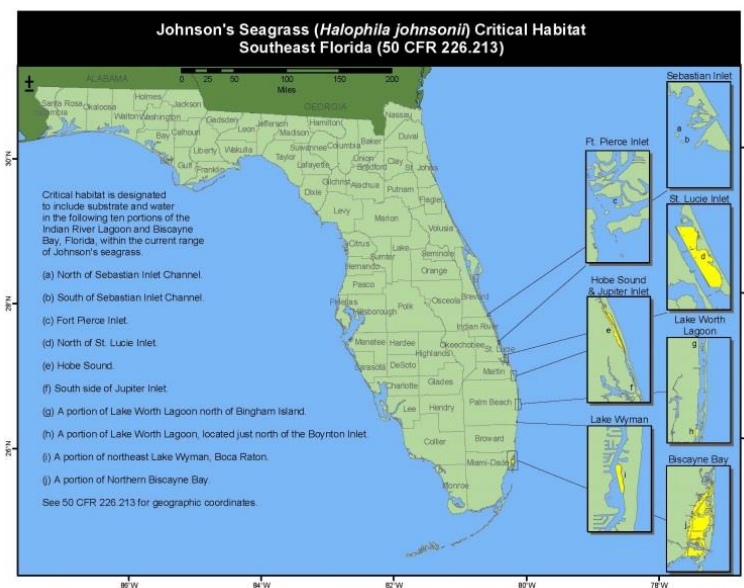 Johnson's Seagrass (Halophila johnsonii) Critical Habitat
Southeast Florida (50 CFR 226.213)
ALABAMA
GEORGIA
0 25 50 100 150 200
Miles
Santa Rosa
Okaloosa
Holmes
Walton
Washington
Jackson
Bay
Calhoun
Gulf
Gadsden
Liberty
Franklin
Leon
Wakulla
Jefferson
Madison
Taylor
Hamilton
Suwannee
Lafayette
Dixie
Columbia
Gilchrist
Baker
Union
Bradford
Alachua
Levy
Nassau
Duval
Clay
St. Johns
Putnam
Flagler
Marion
Volusia
Citrus
Sumter
Lake
Seminole
Hernando
Orange
Pasco
Pinellas
Hillsborough
Polk
Osceola
Brevard
Indian River
Manatee
Hardee
Highlands
Okeechobee
St. Lucie
Sarasota
DeSoto
Martin
Charlotte
Glades
Lee
Hendry
Palm Beach
Collier
Broward
Monroe
Miami-Dade
Critical habitat is designated
to include substrate and water
in the following ten portions of the
Indian River Lagoon and Biscayne
Bay, Florida, within the current range
of Johnson's seagrass.
(a) North of Sebastian Inlet Channel.
(b) South of Sebastian Inlet Channel.
(c) Fort Pierce Inlet.
(d) North of St. Lucie Inlet.
(e) Hobe Sound.
(f) South side of Jupiter Inlet.
(g) A portion of Lake Worth Lagoon north of Bingham Island.
(h) A portion of Lake Worth Lagoon, located just north of the Boynton Inlet.
(i) A portion of northeast Lake Wyman, Boca Raton.
(j) A portion of Northern Biscayne Bay.
See 50 CFR 226.213 for geographic coordinates.
Sebastian Inlet
a
b
Ft. Pierce Inlet
c
St. Lucie Inlet
d
Hobe Sound
& Jupiter Inlet
e
f
Lake Worth
Lagoon
g
h
Lake Wyman
i
Biscayne Bay
j
30°N
28°N
26°N
86°W
84°W
82°W
80°W
78°W